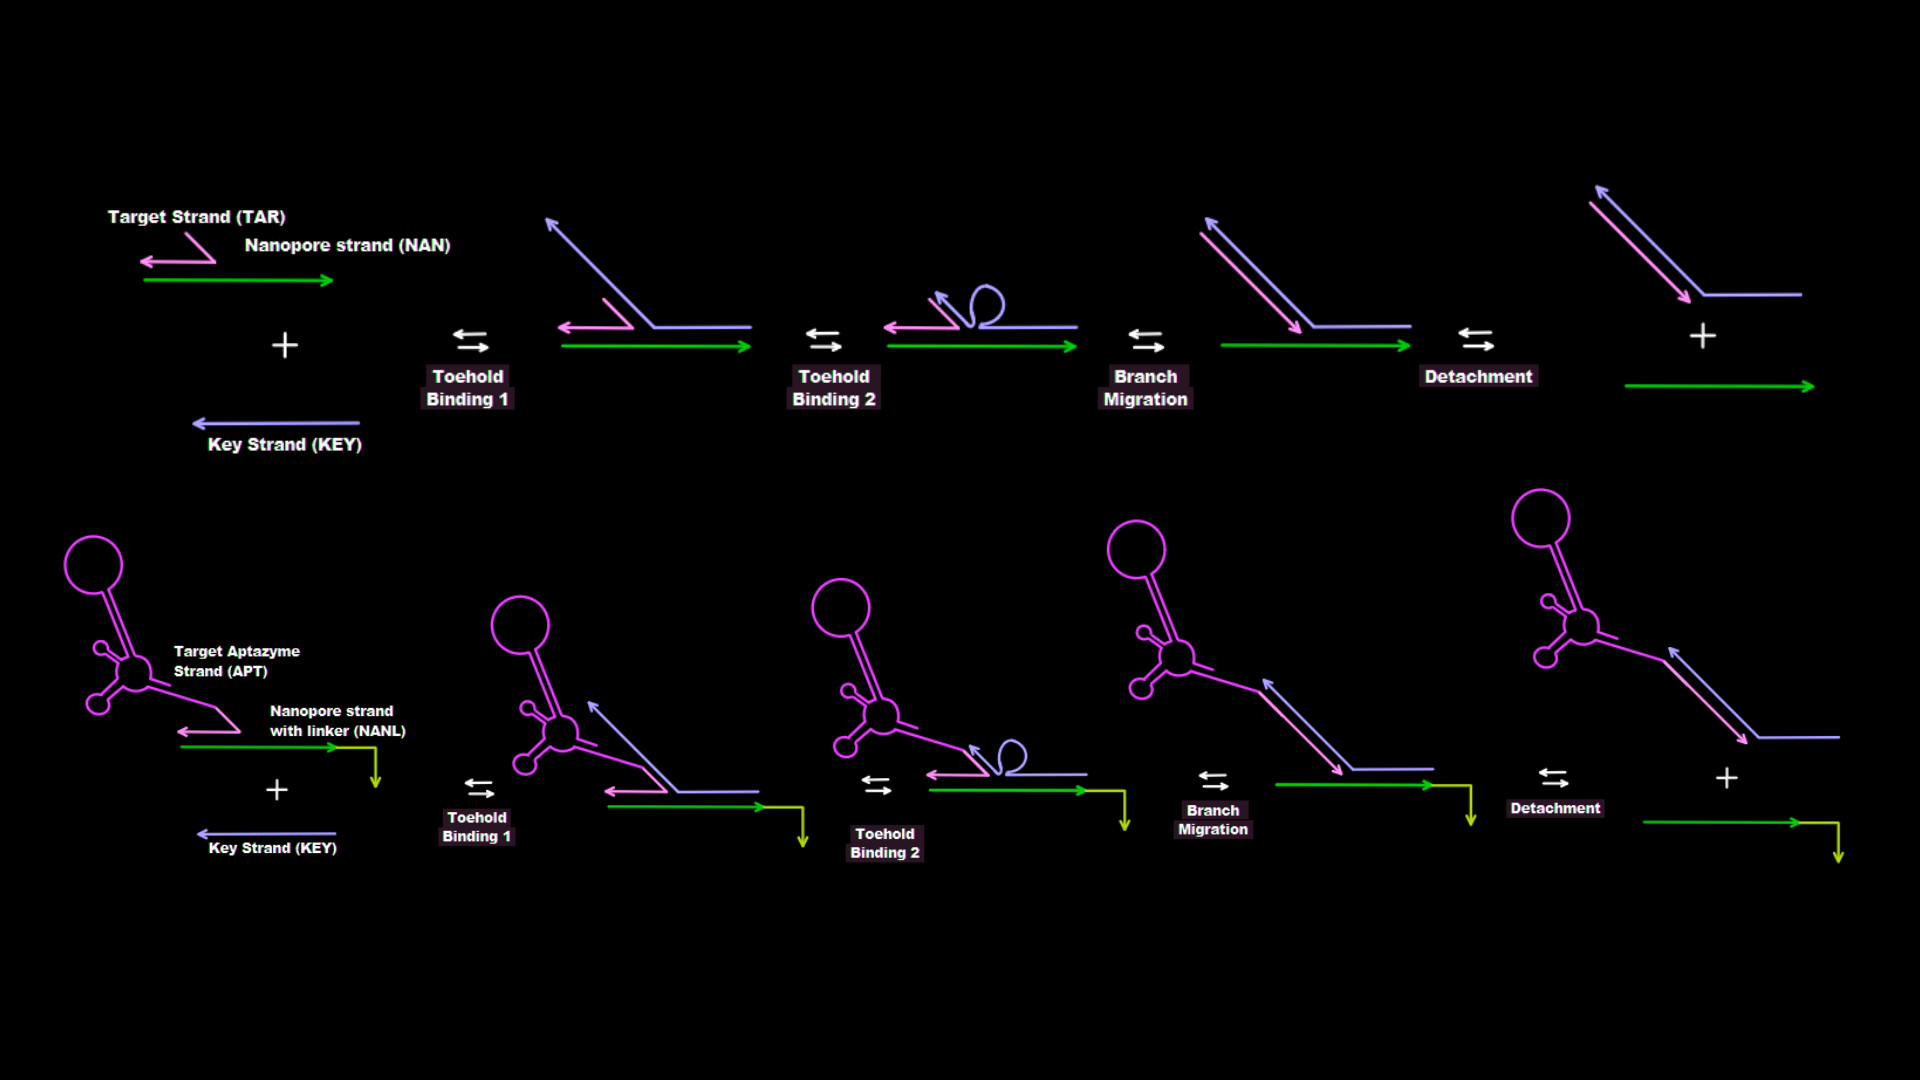 Target Strand (TAR)
Nanopore strand (NAN)
+
Key Strand (KEY)
Toehold
Binding 1
Toehold
Binding 2
Branch
Migration
Detachment
+
Target Aptazyme
Strand (APT)
Nanopore strand
with linker (NANL)
+
Key Strand (KEY)
Toehold
Binding 1
Toehold
Binding 2
Branch
Migration
Detachment
+